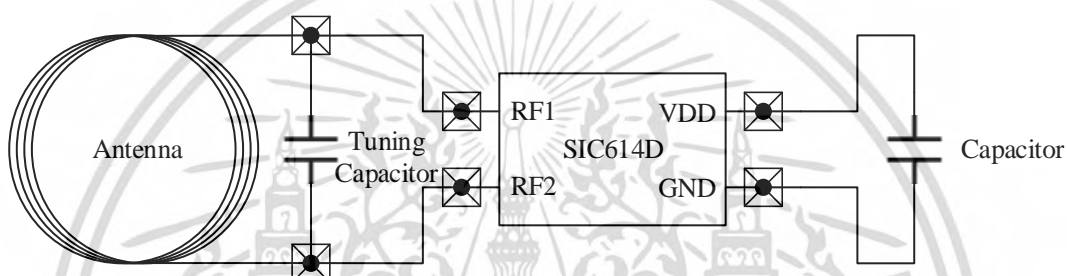 Antenna
Tuning
Capacitor
RF1
VDD
SIC614D
RF2
GND
Capacitor